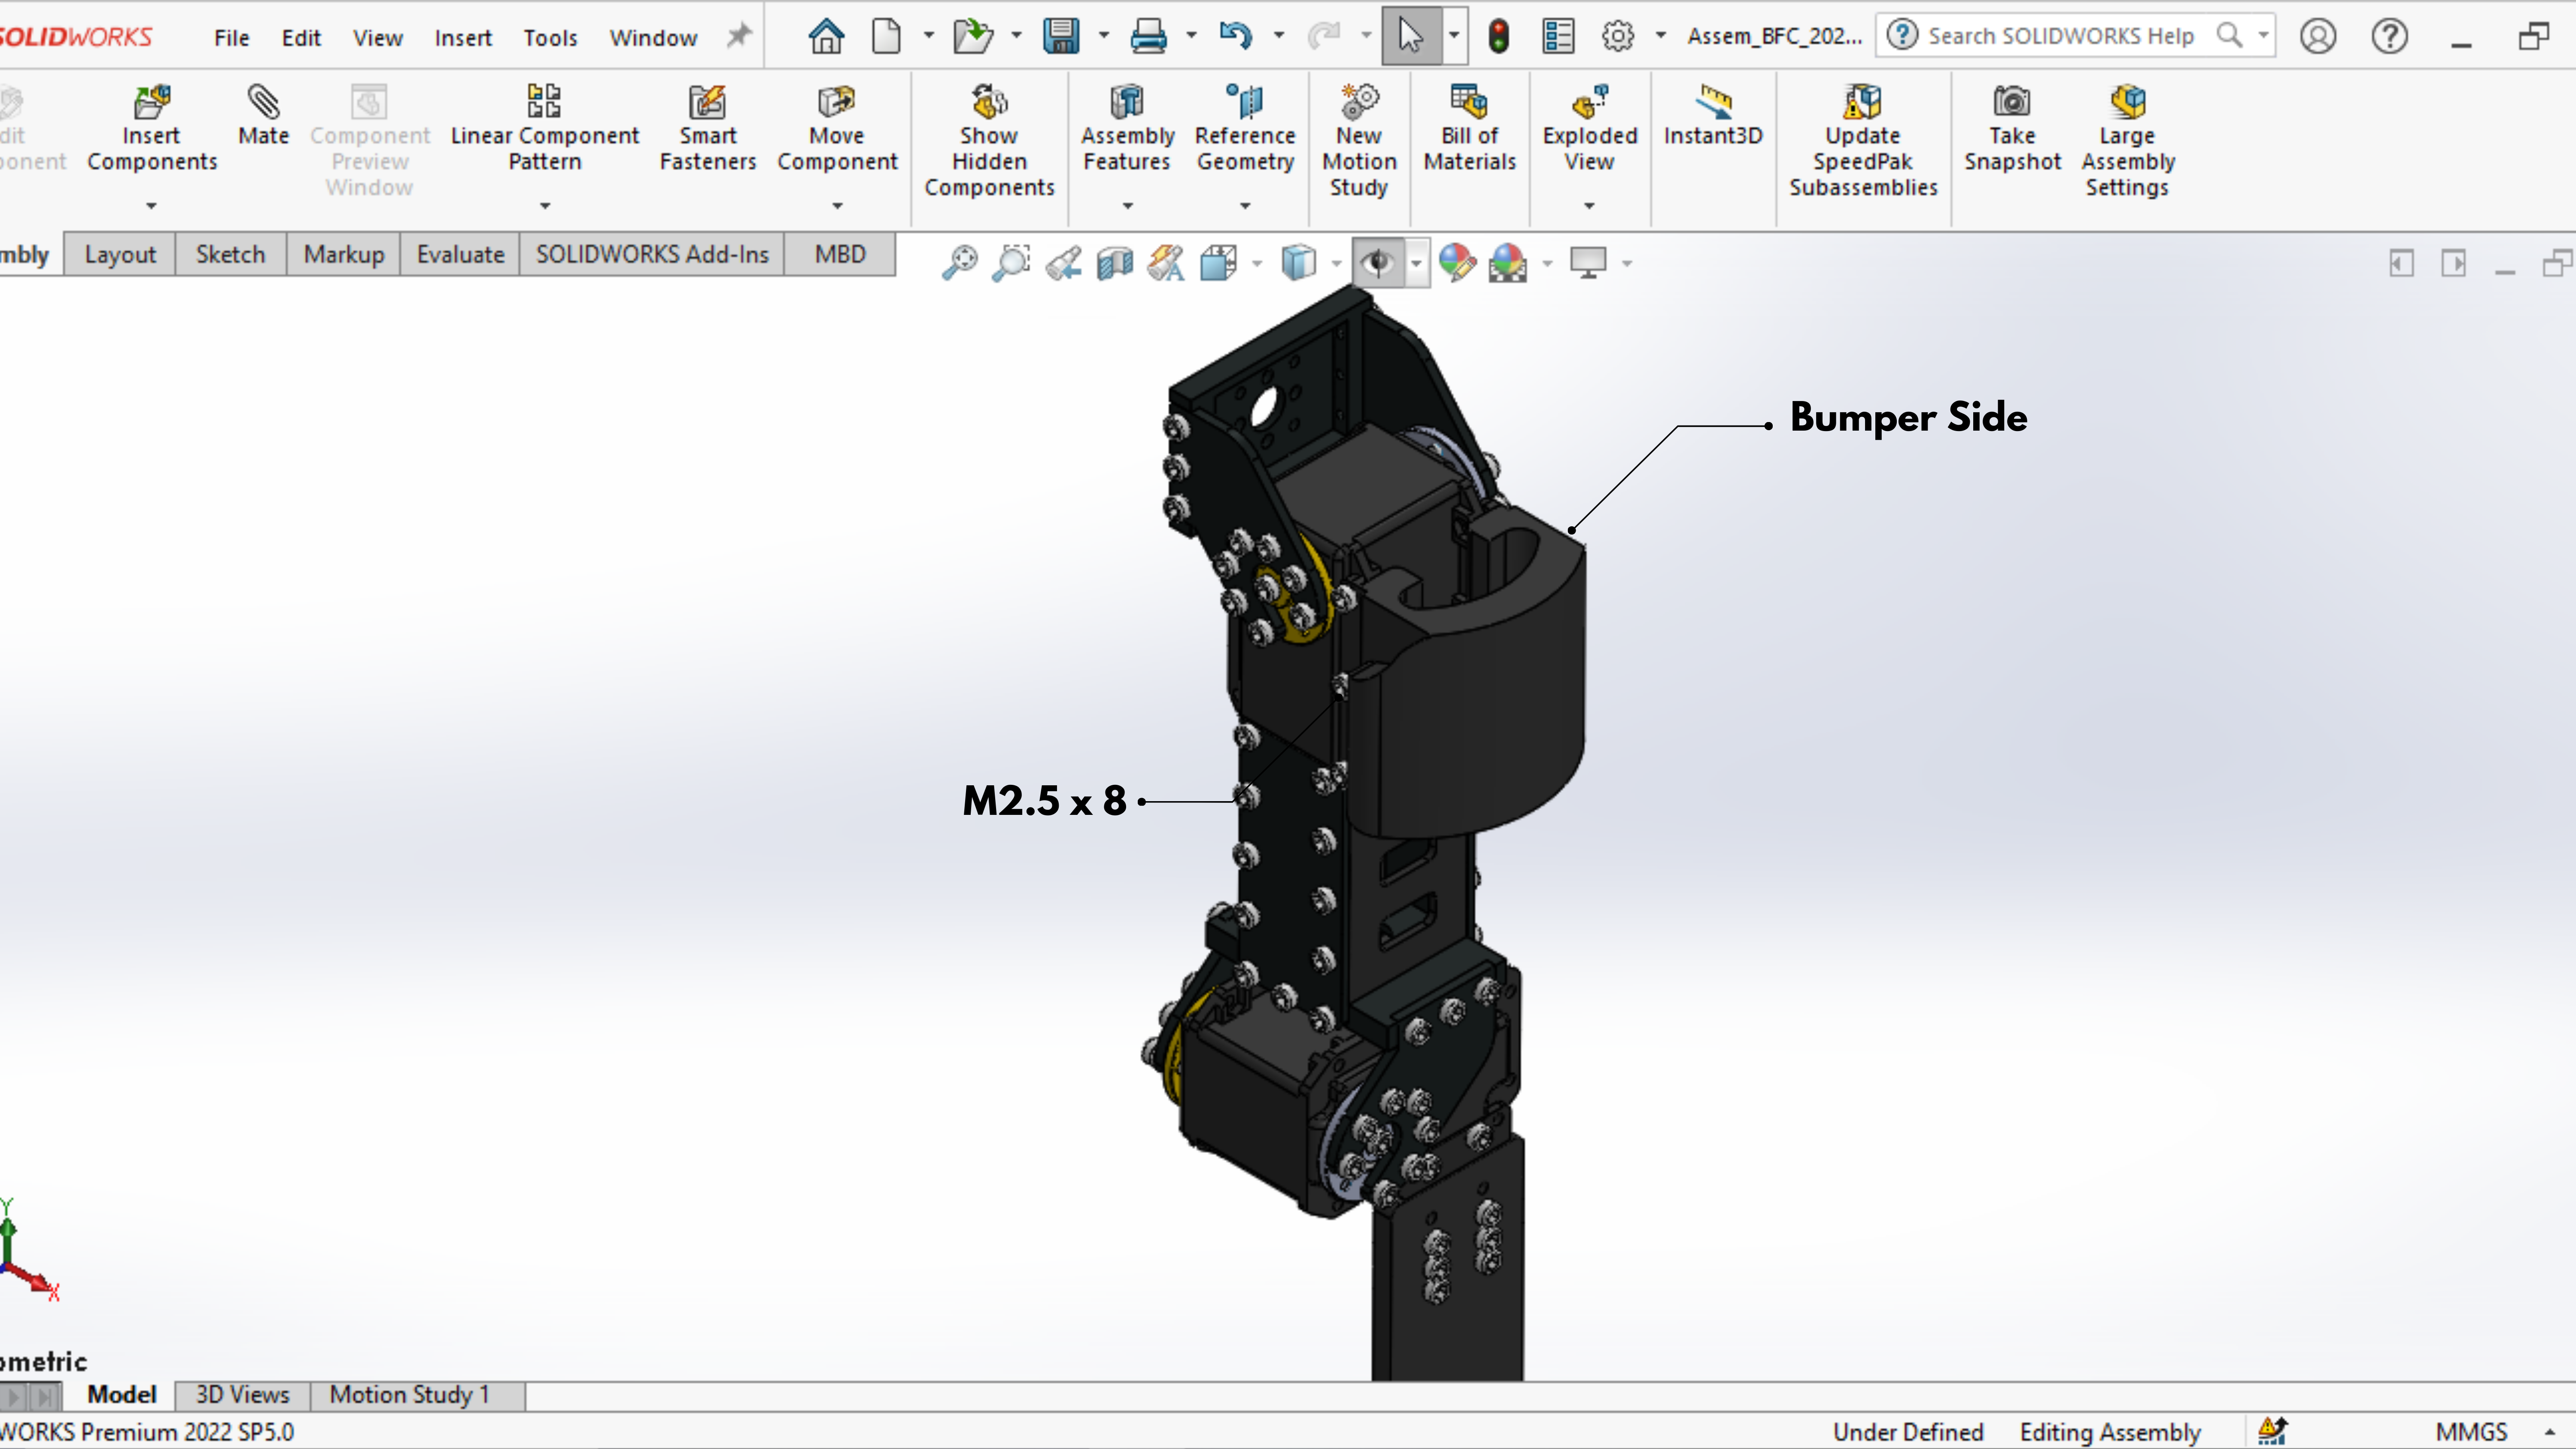 SOLIDWORKS File Edit View Insert Tools Window Assem_BFC_202... Search SOLIDWORKS Help
Insert Components
Mate
Component Preview Window
Linear Component Pattern
Smart Fasteners
Move Component
Show Hidden Components
Assembly Features
Reference Geometry
New Motion Study
Bill of Materials
Exploded View
Instant3D
Update SpeedPak Subassemblies
Take Snapshot
Large Assembly Settings
mbly Layout Sketch Markup Evaluate SOLIDWORKS Add-Ins MBD
Bumper Side
M2.5 x 8
Y
X
ometric
Model 3D Views Motion Study 1
WORKS Premium 2022 SP5.0 Under Defined Editing Assembly MMGS